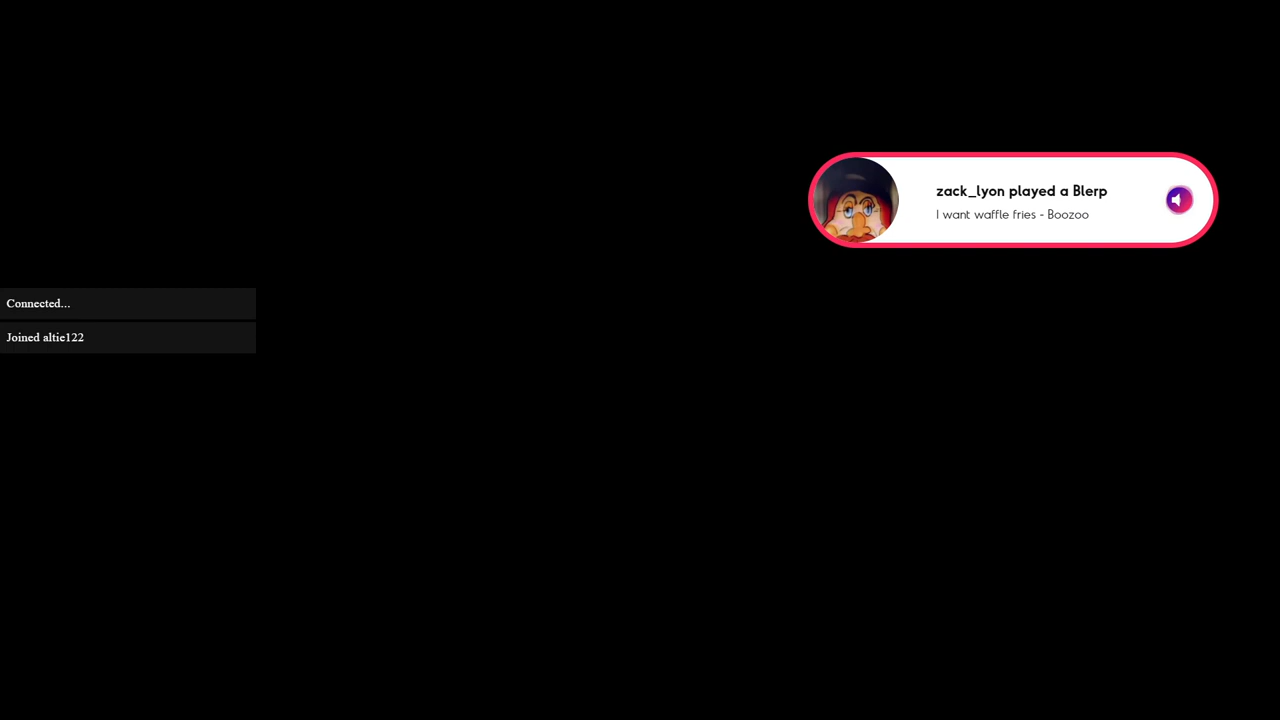 zack_lyon played a Blerp
I want waffle fries - Boozoo
Connected...
Joined altie122